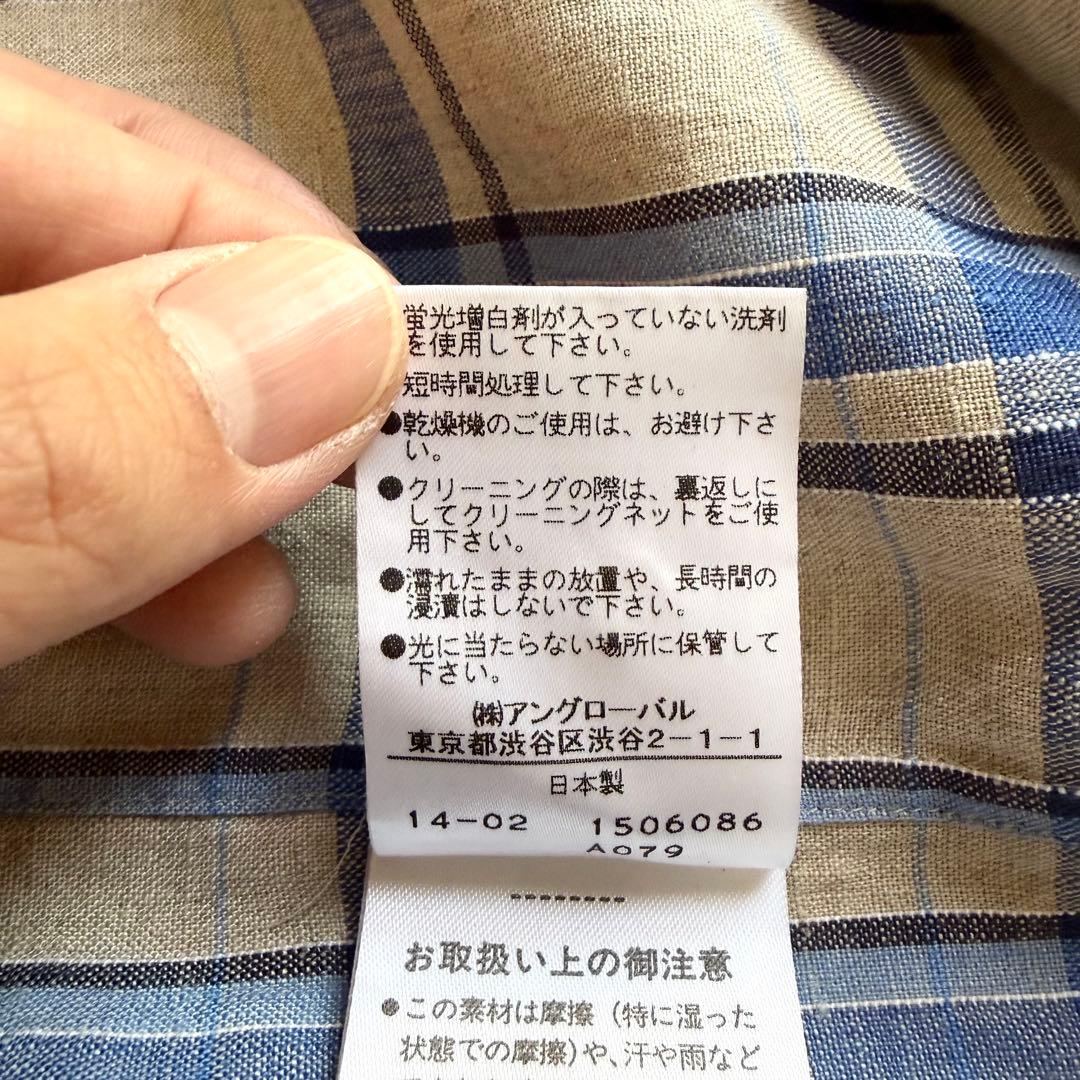 蛍光増白剤が入っていない洗剤
を使用して下さい。
短時間処理して下さい。
●乾燥機のご使用は、お避け下さ
い。
●クリーニングの際は、裏返しに
してクリーニングネットをご使
用下さい。
●濡れたままの放置や、長時間の
浸漬はしないで下さい。
●光に当たらない場所に保管して
下さい。
㈱アングローバル
東京都渋谷区渋谷2-1-1
日本製
14-02 1506086
A079
--------
お取扱い上の御注意
●この素材は摩擦(特に湿った
状態での摩擦)や、汗や雨など